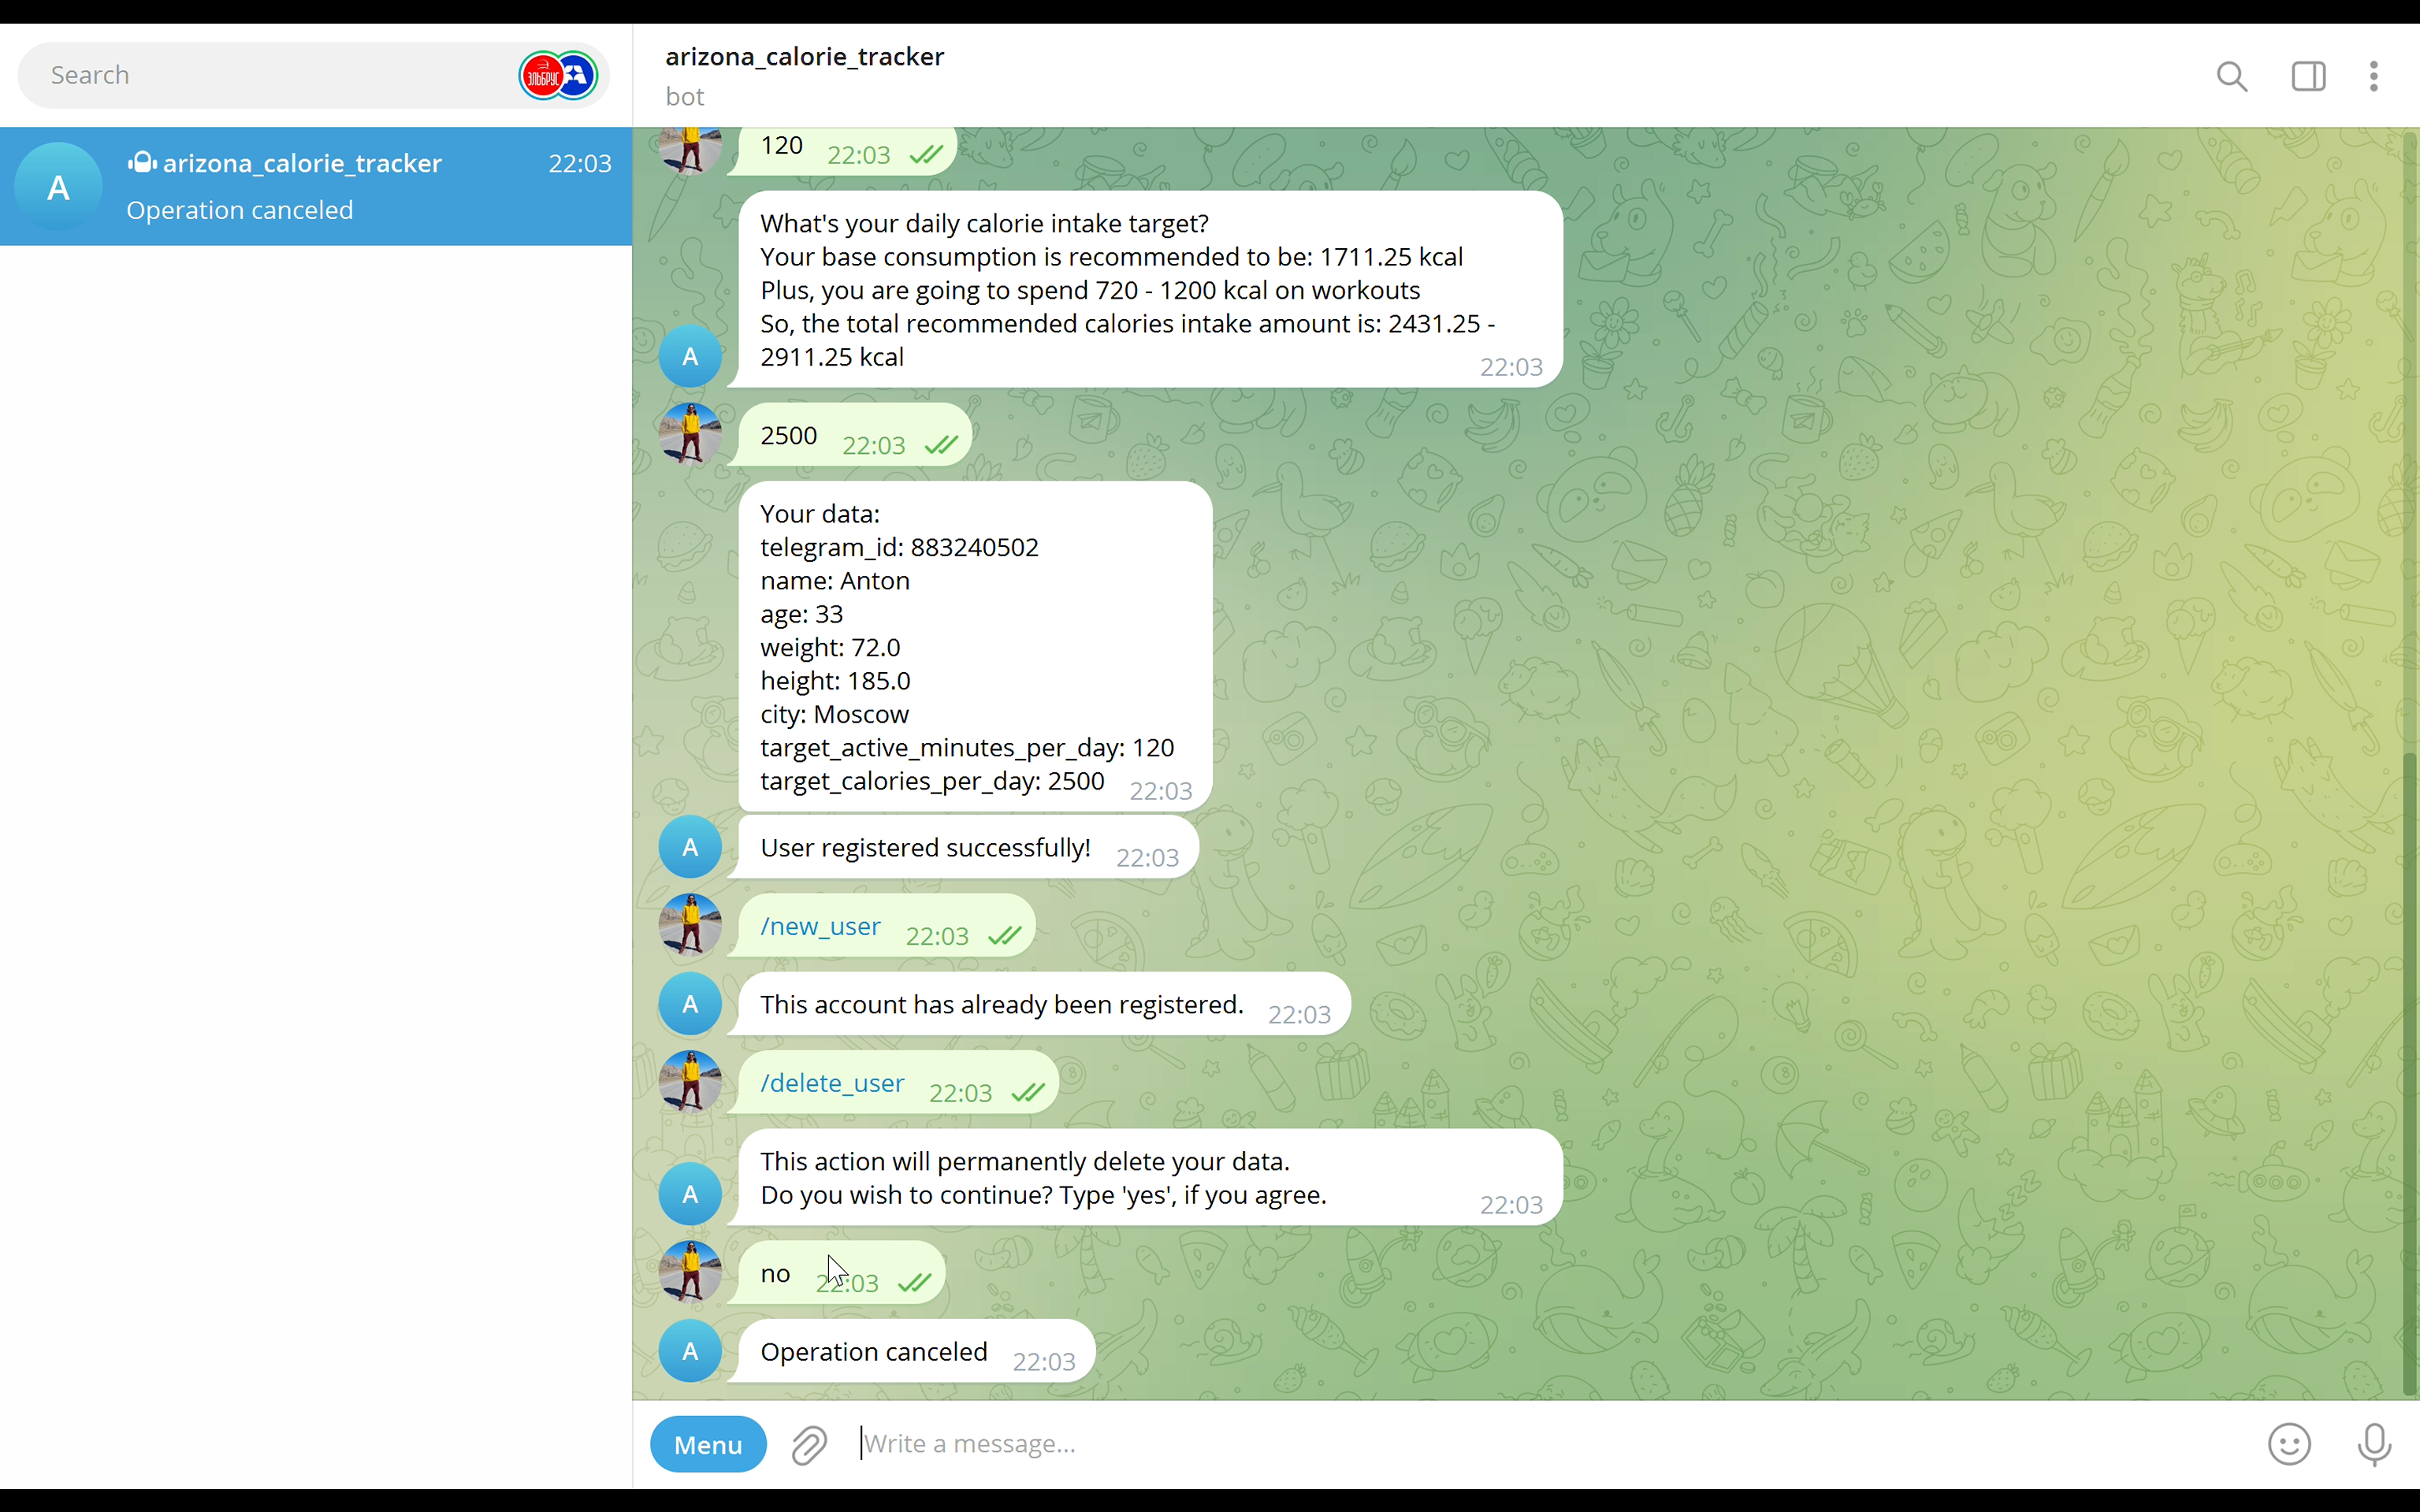 Search
ЭЛЬБРУС
A
arizona_calorie_tracker
22:03
Operation canceled
arizona_calorie_tracker
bot
120 22:03
What's your daily calorie intake target?
Your base consumption is recommended to be: 1711.25 kcal
Plus, you are going to spend 720 - 1200 kcal on workouts
So, the total recommended calories intake amount is: 2431.25 -
2911.25 kcal
22:03
A
2500 22:03
Your data:
telegram_id: 883240502
name: Anton
age: 33
weight: 72.0
height: 185.0
city: Moscow
target_active_minutes_per_day: 120
target_calories_per_day: 2500 22:03
A
User registered successfully! 22:03
/new_user 22:03
A
This account has already been registered. 22:03
/delete_user 22:03
This action will permanently delete your data.
Do you wish to continue? Type 'yes', if you agree.
22:03
A
no 22:03
A
Operation canceled 22:03
Menu
Write a message...